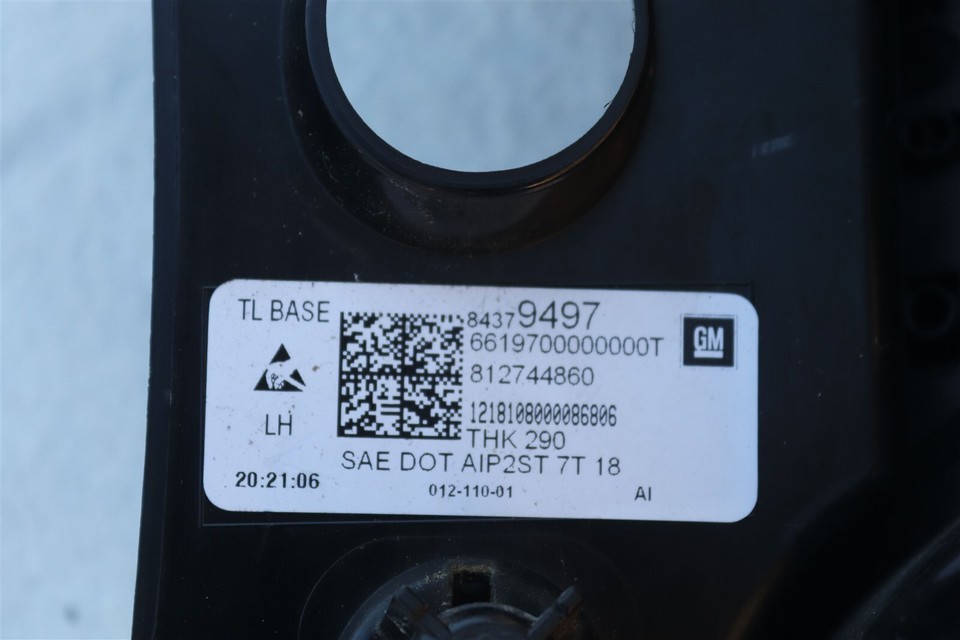 TL BASE
84379497
6619700000000T
GM
812744860
1218108000086806
LH
THK 290
SAE DOT AIP2ST 7T 18
20:21:06
012-110-01
AI